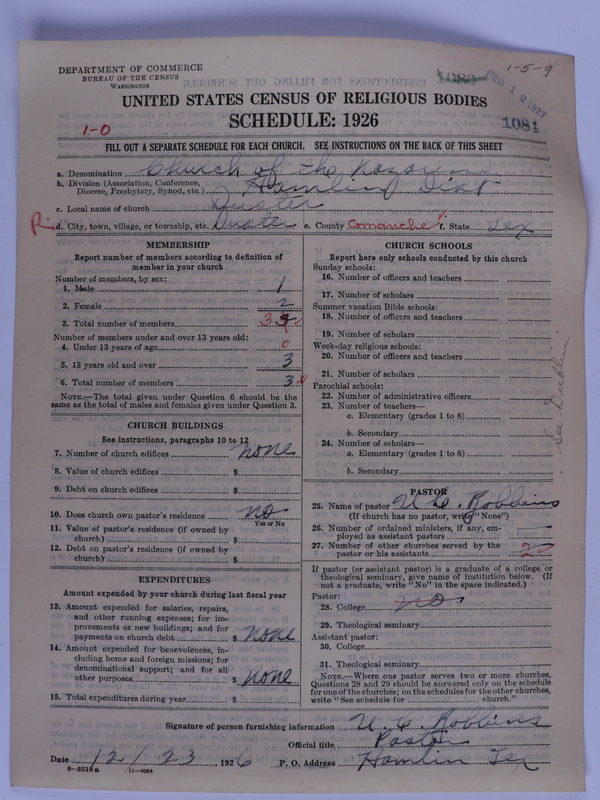 DEPARTMENT OF COMMERCE
BUREAU OF THE CENSUS
WASHINGTON
1-5-9
1080
FEB 12 1927
1081
UNITED STATES CENSUS OF RELIGIOUS BODIES
SCHEDULE: 1926
1-0
FILL OUT A SEPARATE SCHEDULE FOR EACH CHURCH. SEE INSTRUCTIONS ON THE BACK OF THIS SHEET
a. Denomination Church of the Nazarine
b. Division (Association, Conference, Diocese, Presbytery, Synod, etc.) Hamlin Dist
c. Local name of church Duster
R d. City, town, village, or township, etc. Duster e. County Comanche f. State Tex
MEMBERSHIP
Report number of members according to definition of
member in your church
Number of members, by sex:
1. Male 1
2. Female 2
3. Total number of members 3
Number of members under and over 13 years old:
4. Under 13 years of age 0
5. 13 years old and over 3
6. Total number of members 3
NOTE.—The total given under Question 6 should be the
same as the total of males and females given under Question 3.
CHURCH BUILDINGS
See instructions, paragraphs 10 to 12
7. Number of church edifices none
8. Value of church edifices $
9. Debt on church edifices $
10. Does church own pastor's residence no
Yes or No
11. Value of pastor's residence (if owned by
church) $
12. Debt on pastor's residence (if owned by
church) $
EXPENDITURES
Amount expended by your church during last fiscal year
13. Amount expended for salaries, repairs,
and other running expenses; for im-
provements or new buildings; and for
payments on church debt $ none
14. Amount expended for benevolences, in-
cluding home and foreign missions; for
denominational support; and for all
other purposes $ none
15. Total expenditures during year $
CHURCH SCHOOLS
Report here only schools conducted by this church
Sunday schools:
16. Number of officers and teachers
17. Number of scholars
Summer vacation Bible schools:
18. Number of officers and teachers
19. Number of scholars
Week-day religious schools:
20. Number of officers and teachers
21. Number of scholars
Parochial schools:
22. Number of administrative officers
23. Number of teachers—
a. Elementary (grades 1 to 8)
b. Secondary
24. Number of scholars—
a. Elementary (grades 1 to 8)
b. Secondary
See Dublin
PASTOR
25. Name of pastor U C. Robbins
(If church has no pastor, write "None")
26. Number of ordained ministers, if any, em-
ployed as assistant pastors
27. Number of other churches served by the
pastor or his assistants 2
If pastor (or assistant pastor) is a graduate of a college or
theological seminary, give name of institution below. (If
not a graduate, write "No" in the space indicated.)
Pastor:
28. College no
29. Theological seminary
Assistant pastor:
30. College
31. Theological seminary
NOTE.—Where one pastor serves two or more churches,
Questions 28 and 29 should be answered only on the schedule
for one of the churches; on the schedules for the other churches,
write "See schedule for church."
Signature of person furnishing information U. C. Robbins
Official title Pastor
Date 12/23 1926 P. O. Address Hamlin Tex
8-5518a 11-9084